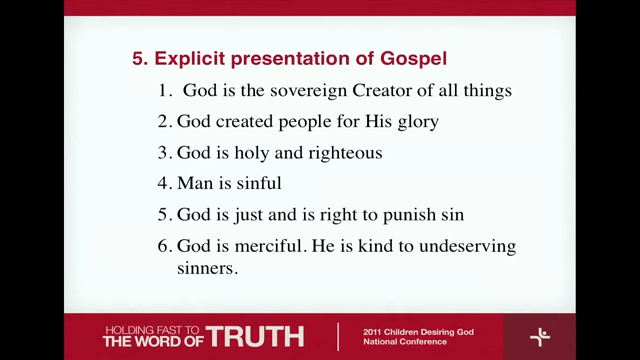 5. Explicit presentation of Gospel
1. God is the sovereign Creator of all things
2. God created people for His glory
3. God is holy and righteous
4. Man is sinful
5. God is just and is right to punish sin
6. God is merciful. He is kind to undeserving
sinners.
HOLDING FAST TO
THE WORD OF TRUTH
2011 Children Desiring God
National Conference